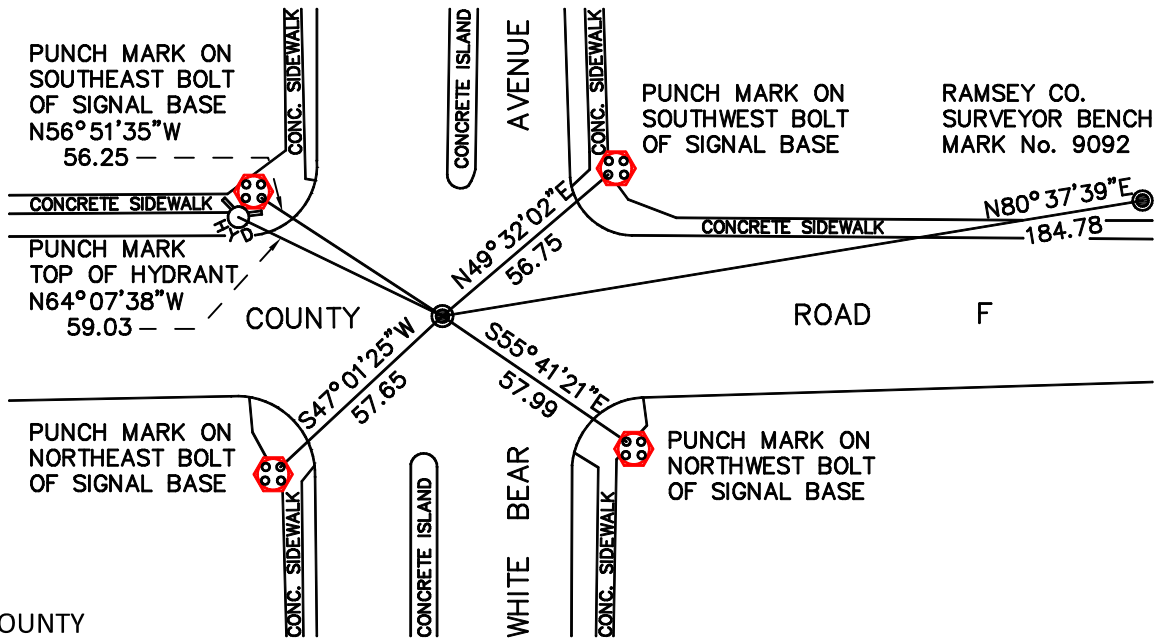 PUNCH MARK ON
SOUTHEAST BOLT
OF SIGNAL BASE
N56°51'35"W
56.25
CONC. SIDEWALK
CONCRETE ISLAND
AVENUE
CONC. SIDEWALK
PUNCH MARK ON
SOUTHWEST BOLT
OF SIGNAL BASE
RAMSEY CO.
SURVEYOR BENCH
MARK No. 9092
CONCRETE SIDEWALK
HYD
N49°32'02"E
56.75
CONCRETE SIDEWALK
N80°37'39"E
184.78
PUNCH MARK
TOP OF HYDRANT
N64°07'38"W
59.03
COUNTY
ROAD F
S47°01'25"W
57.65
S55°41'21"E
57.99
PUNCH MARK ON
NORTHEAST BOLT
OF SIGNAL BASE
PUNCH MARK ON
NORTHWEST BOLT
OF SIGNAL BASE
CONC. SIDEWALK
CONCRETE ISLAND
WHITE BEAR
CONC. SIDEWALK
OUNTY